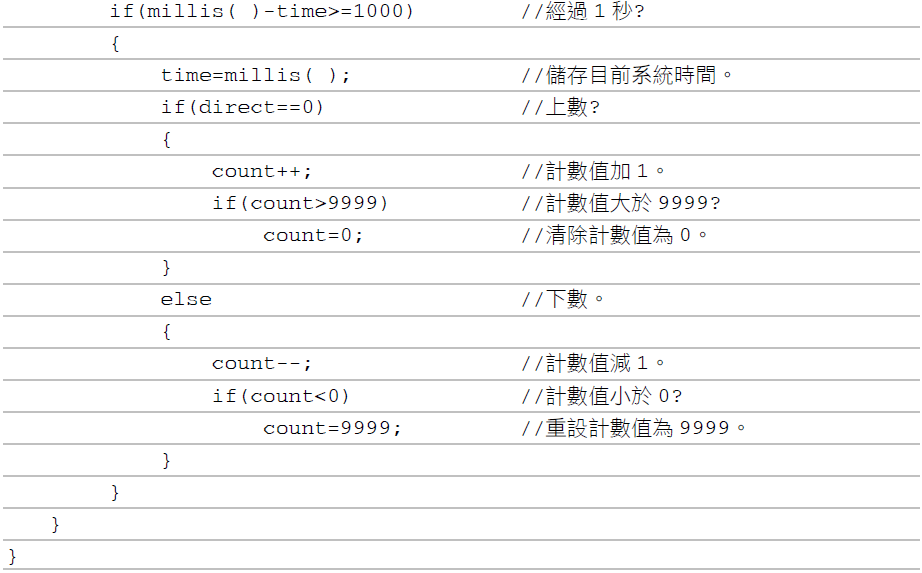 if(millis( )-time>=1000) //經過 1 秒?
{
time=millis( ); //儲存目前系統時間。
if(direct==0) //上數?
{
count++; //計數值加 1。
if(count>9999) //計數值大於 9999?
count=0; //清除計數值為 0。
}
else //下數。
{
count--; //計數值減 1。
if(count<0) //計數值小於 0?
count=9999; //重設計數值為 9999。
}
}
}
}